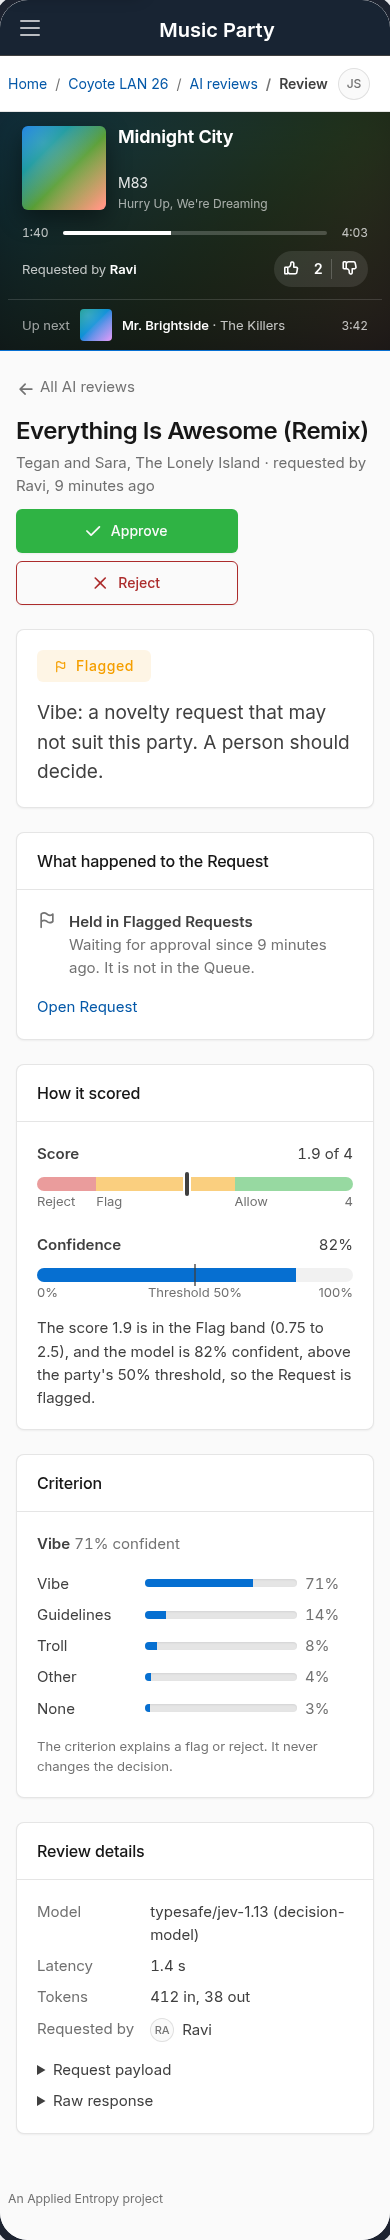 Music Party
Home / Coyote LAN 26 / AI reviews / Review JS
Midnight City
M83
Hurry Up, We're Dreaming
1:40 4:03
Requested by Ravi 2
Up next Mr. Brightside · The Killers 3:42
All AI reviews
Everything Is Awesome (Remix)
Tegan and Sara, The Lonely Island · requested by
Ravi, 9 minutes ago
Approve
Reject
Flagged
Vibe: a novelty request that may
not suit this party. A person should
decide.
What happened to the Request
Held in Flagged Requests
Waiting for approval since 9 minutes
ago. It is not in the Queue.
Open Request
How it scored
Score 1.9 of 4
Reject Flag Allow 4
Confidence 82%
0% Threshold 50% 100%
The score 1.9 is in the Flag band (0.75 to
2.5), and the model is 82% confident, above
the party's 50% threshold, so the Request is
flagged.
Criterion
Vibe 71% confident
Vibe 71%
Guidelines 14%
Troll 8%
Other 4%
None 3%
The criterion explains a flag or reject. It never
changes the decision.
Review details
Model typesafe/jev-1.13 (decision-
model)
Latency 1.4 s
Tokens 412 in, 38 out
Requested by RA Ravi
Request payload
Raw response
An Applied Entropy project